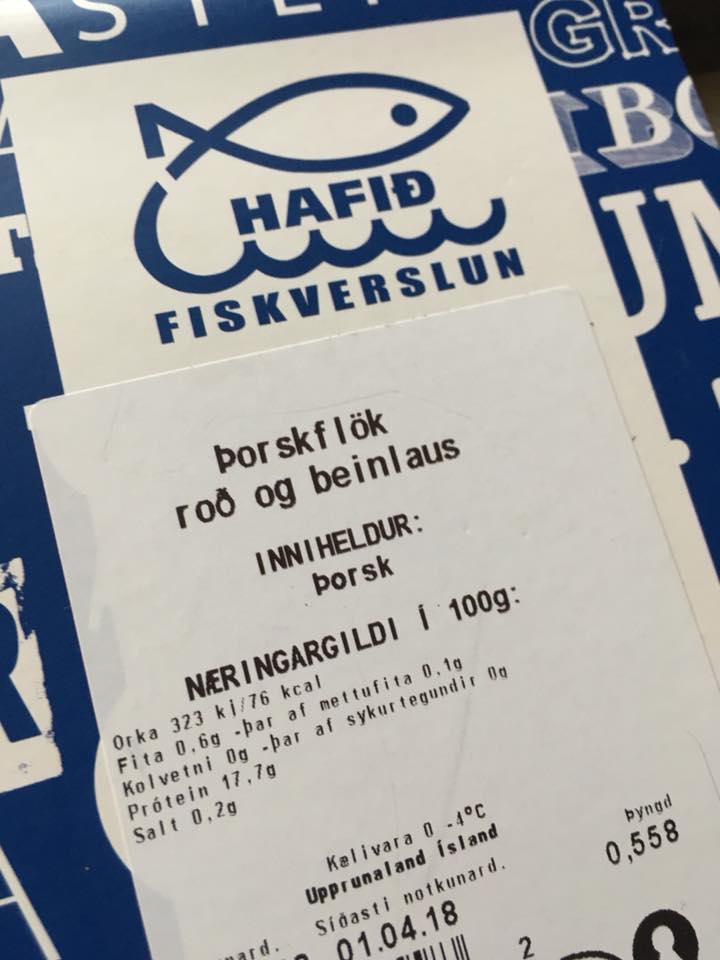 HAFIÐ
FISKVERSLUN
Þorskflök
roð og beinlaus
INNIHELDUR:
Þorsk
NÆRINGARGILDI Í 100g:
Orka 323 kj/76 kcal
Fita 0,6g -þar af mettufita 0,1g
Kolvetni 0g -þar af sykurtegundir 0g
Prótein 17,7g
Salt 0,2g
Kælivara 0 -4°C
Upprunaland Ísland
Þyngd
0,558
Síðasti notkunard.
01.04.18
2